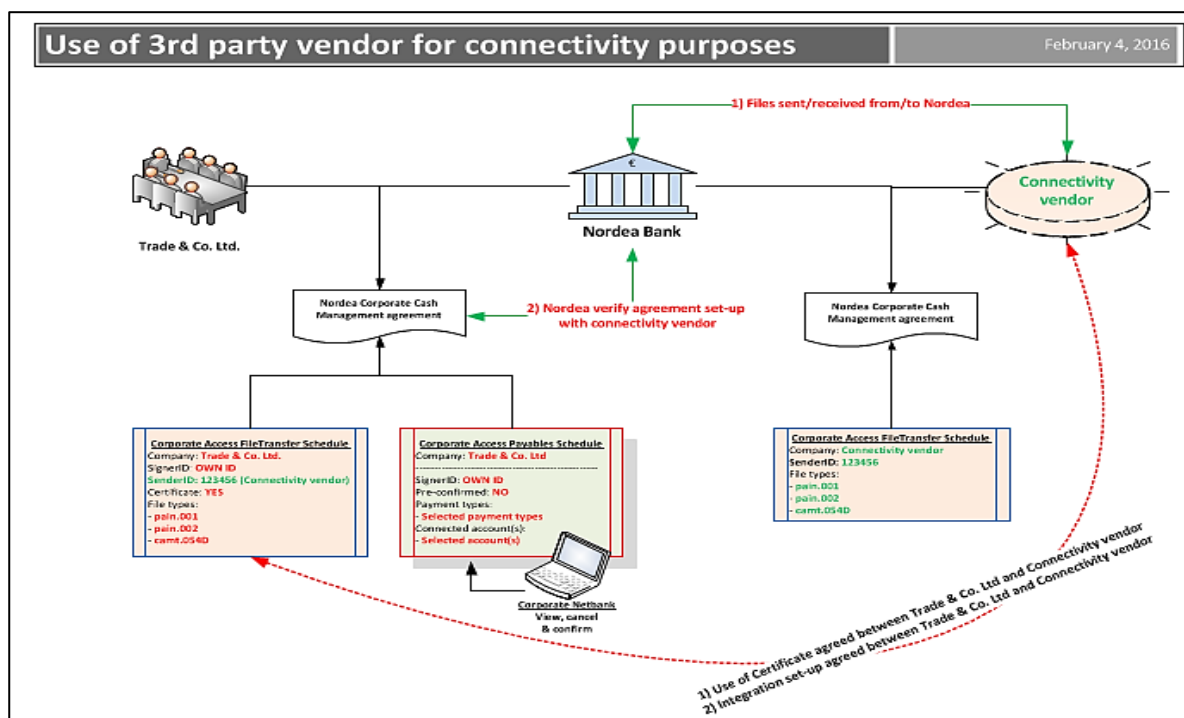 Use of 3rd party vendor for connectivity purposes
February 4, 2016
1) Files sent/received from/to Nordea
€
Connectivity
vendor
Trade & Co. Ltd.
Nordea Bank
Nordea Corporate Cash
Management agreement
2) Nordea verify agreement set-up
with connectivity vendor
Nordea Corporate Cash
Management agreement
Corporate Access FileTransfer Schedule
Company: Trade & Co. Ltd.
SignerID: OWN ID
SenderID: 123456 (Connectivity vendor)
Certificate: YES
File types:
- pain.001
- pain.002
- camt.054D
Corporate Access Payables Schedule
Company: Trade & Co. Ltd
SignerID: OWN ID
Pre-confirmed: NO
Payment types:
- Selected payment types
Connected account(s):
- Selected account(s)
Corporate Netbank
View, cancel
& confirm
Corporate Access FileTransfer Schedule
Company: Connectivity vendor
SenderID: 123456
File types:
- pain.001
- pain.002
- camt.054D
1) Use of Certificate agreed between Trade & Co. Ltd and Connectivity vendor
2) Integration set-up agreed between Trade & Co. Ltd and Connectivity vendor